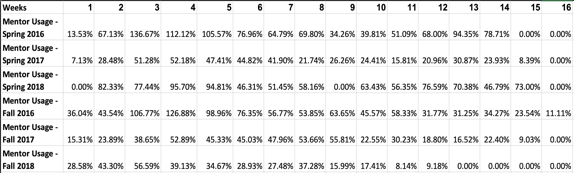 Weeks 1 2 3 4 5 6 7 8 9 10 11 12 13 14 15 16
Mentor Usage -
Spring 2016 13.53% 67.13% 136.67% 112.12% 105.57% 76.96% 64.79% 69.80% 34.26% 39.81% 51.09% 68.00% 94.35% 78.71% 0.00% 0.00%
Mentor Usage -
Spring 2017 7.13% 28.48% 51.28% 52.18% 47.41% 44.82% 41.90% 21.74% 26.26% 24.41% 15.81% 20.96% 30.87% 23.93% 8.39% 0.00%
Mentor Usage -
Spring 2018 0.00% 82.33% 77.44% 95.70% 94.81% 46.31% 51.45% 58.16% 0.00% 63.43% 56.35% 76.59% 70.38% 46.79% 73.00% 0.00%
Mentor Usage -
Fall 2016 36.04% 43.54% 106.77% 126.88% 98.96% 76.35% 56.77% 53.85% 63.65% 45.57% 58.33% 31.77% 31.25% 34.27% 23.54% 11.11%
Mentor Usage -
Fall 2017 15.31% 23.89% 38.65% 52.89% 45.33% 45.03% 47.96% 53.66% 55.81% 22.55% 30.23% 18.80% 16.52% 22.40% 9.03% 0.00%
Mentor Usage -
Fall 2018 28.58% 43.30% 56.59% 39.13% 34.67% 28.93% 27.48% 37.28% 15.99% 17.41% 8.14% 9.18% 0.00% 0.00% 0.00% 0.00%